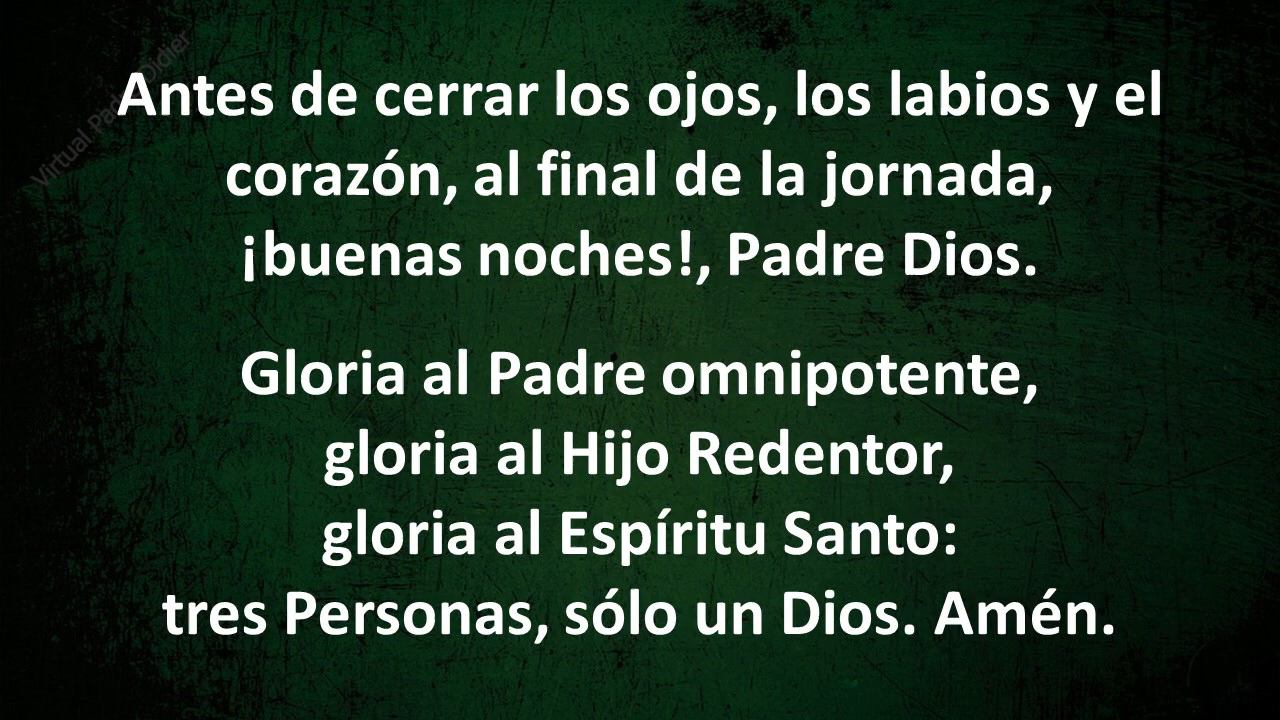 Antes de cerrar los ojos, los labios y el
corazón, al final de la jornada,
¡buenas noches!, Padre Dios.
Gloria al Padre omnipotente,
gloria al Hijo Redentor,
gloria al Espíritu Santo:
tres Personas, sólo un Dios. Amén.
Virtual